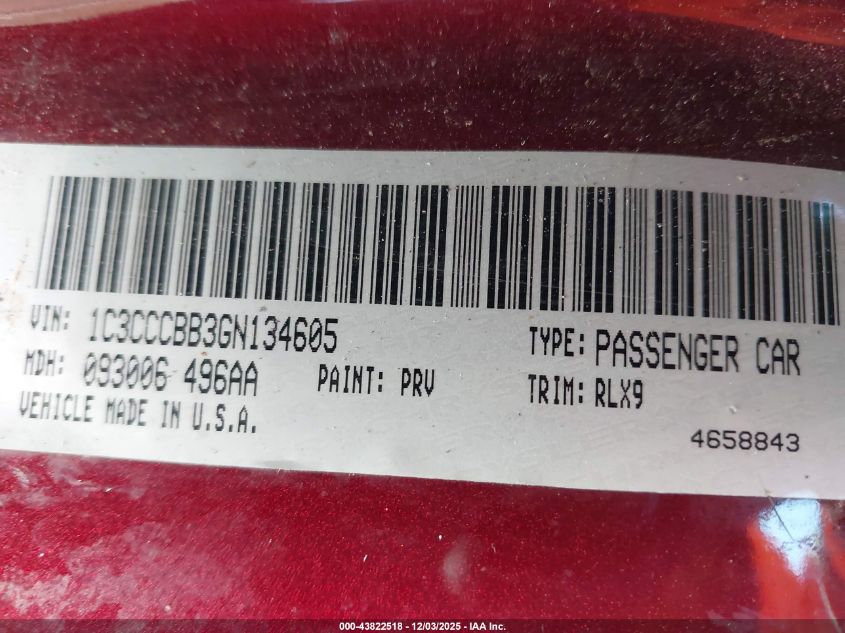 VIN: 1C3CCCBB3GN134605 TYPE: PASSENGER CAR
MDH: 093006 496AA PAINT: PRV TRIM: RLX9
VEHICLE MADE IN U.S.A. 4658843
000-43822518 - 12/03/2025 - IAA Inc.